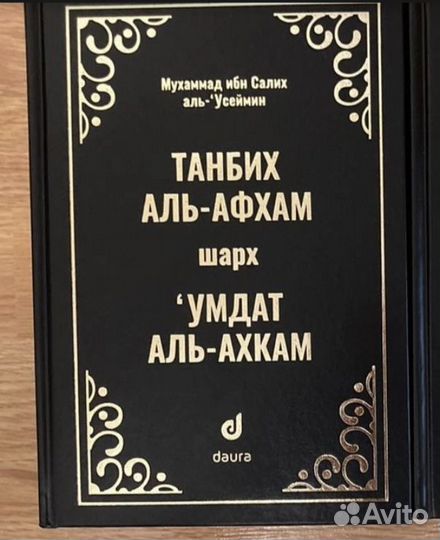 Мухаммад ибн Салих
аль-‘Усеймин
ТАНБИХ
АЛЬ-АФХАМ
шарх
‘УМДАТ
АЛЬ-АХКАМ
daura
Avito